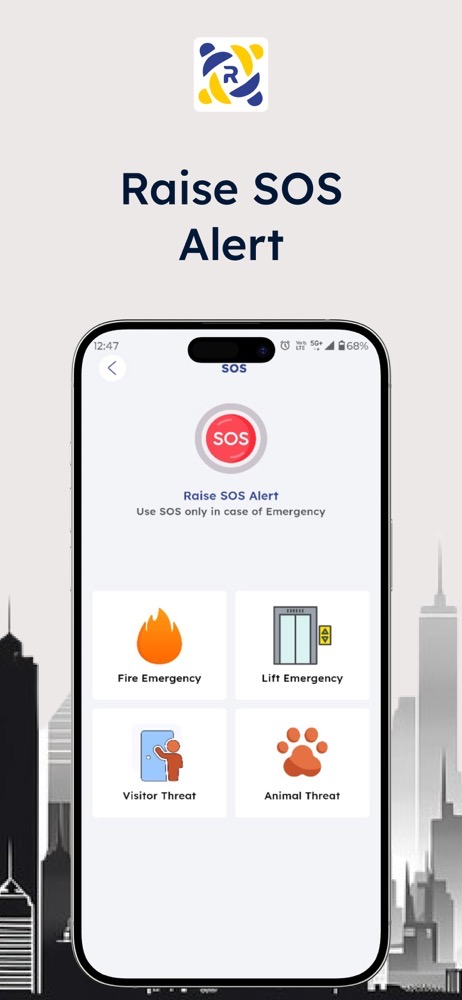 R
Raise SOS
Alert
12:47
5G+
68%
LTE
SOS
SOS
Raise SOS Alert
Use SOS only in case of Emergency
Fire Emergency
Lift Emergency
Visitor Threat
Animal Threat